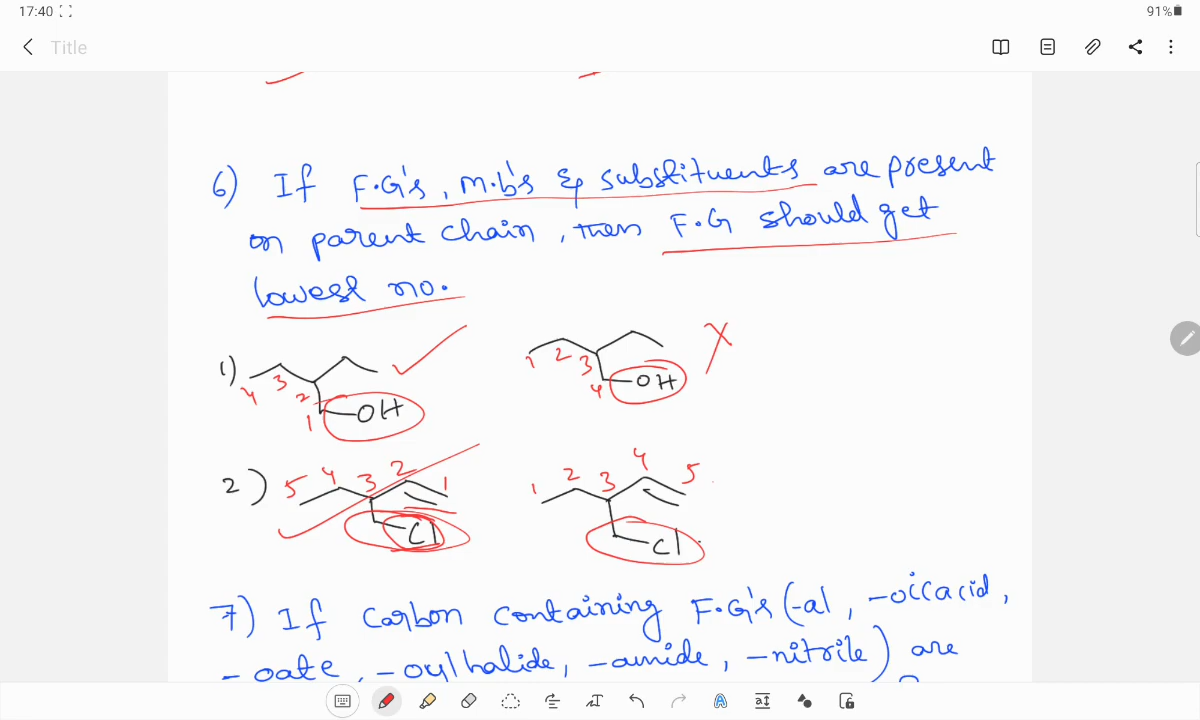 17:40
91%
Title
6) If F.G's, m.b's & substituents are present
on parent chain, then F.G should get
lowest no.
1)
4 3 2 1 OH
1 2 3 4 OH
X
2)
5 4 3 2 1
Cl
1 2 3 4 5
Cl
7) If Carbon containing F.G's (-al, -oic acid,
-oate, -oyl halide, -amide, -nitrile) are